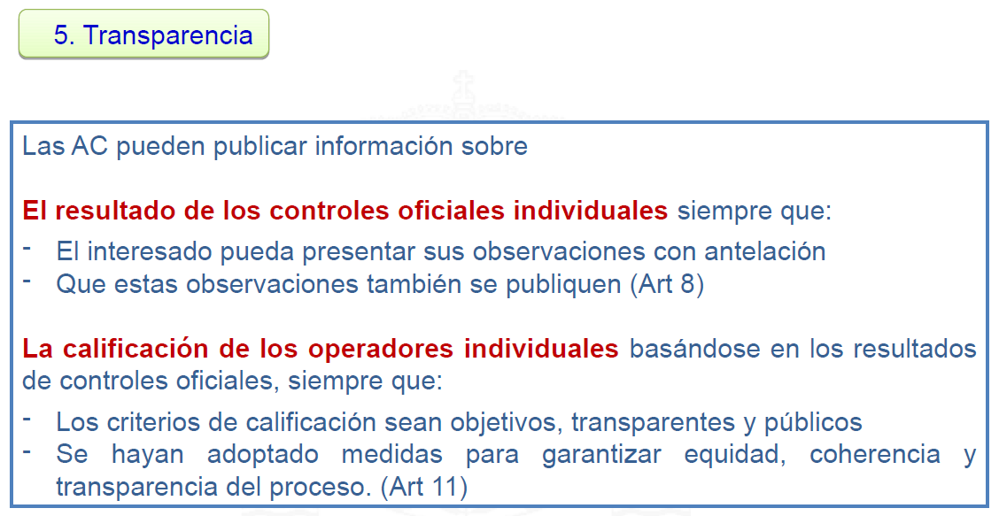 5. Transparencia
Las AC pueden publicar información sobre
El resultado de los controles oficiales individuales siempre que:
- El interesado pueda presentar sus observaciones con antelación
- Que estas observaciones también se publiquen (Art 8)
La calificación de los operadores individuales basándose en los resultados
de controles oficiales, siempre que:
- Los criterios de calificación sean objetivos, transparentes y públicos
- Se hayan adoptado medidas para garantizar equidad, coherencia y
transparencia del proceso. (Art 11)